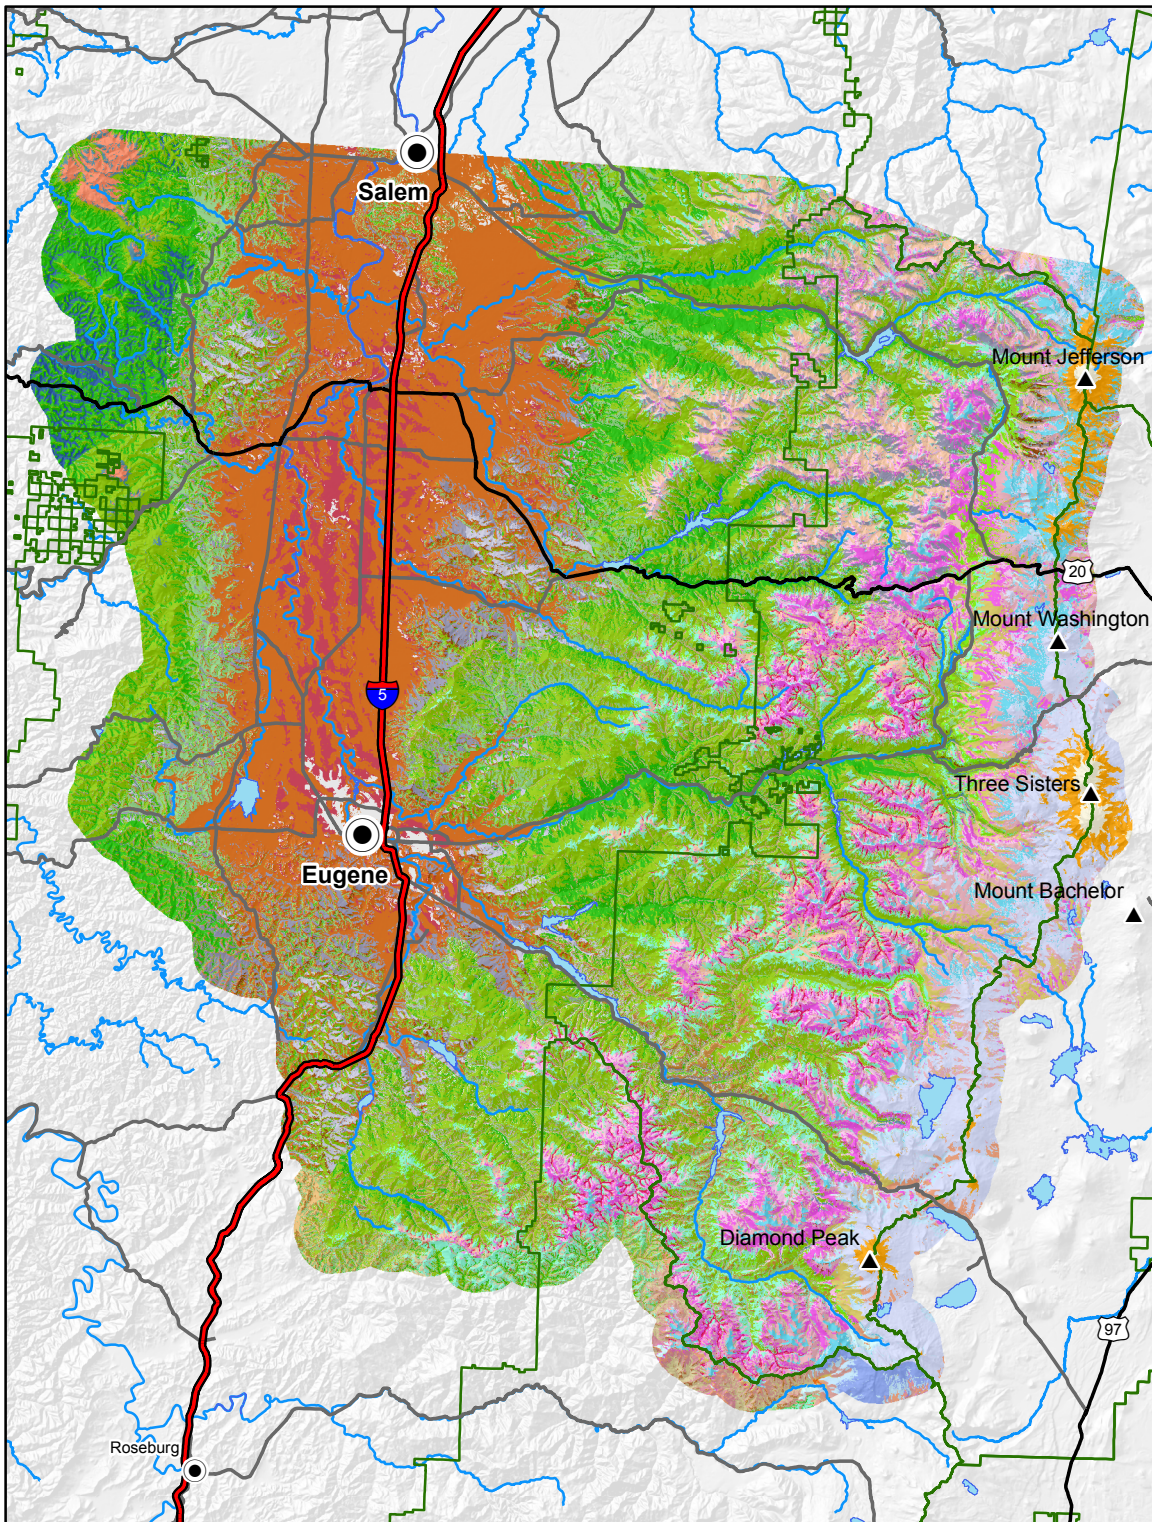 Salem
Mount Jefferson
20
Mount Washington
5
Three Sisters
Eugene
Mount Bachelor
Diamond Peak
97
Roseburg